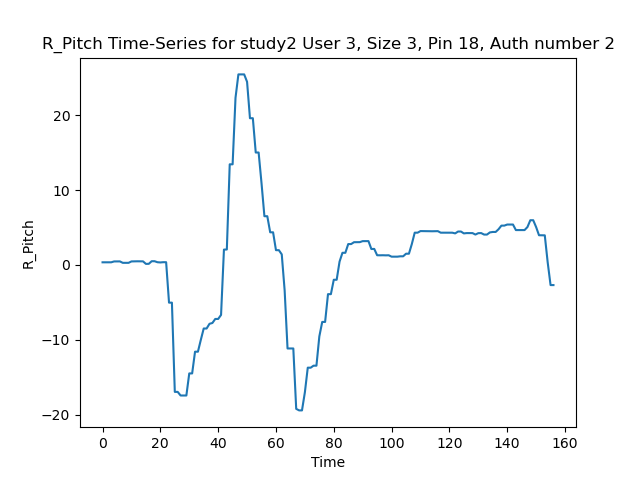 R_Pitch Time-Series for study2 User 3, Size 3, Pin 18, Auth number 2
R_Pitch
20
10
0
−10
−20
0 20 40 60 80 100 120 140 160
Time